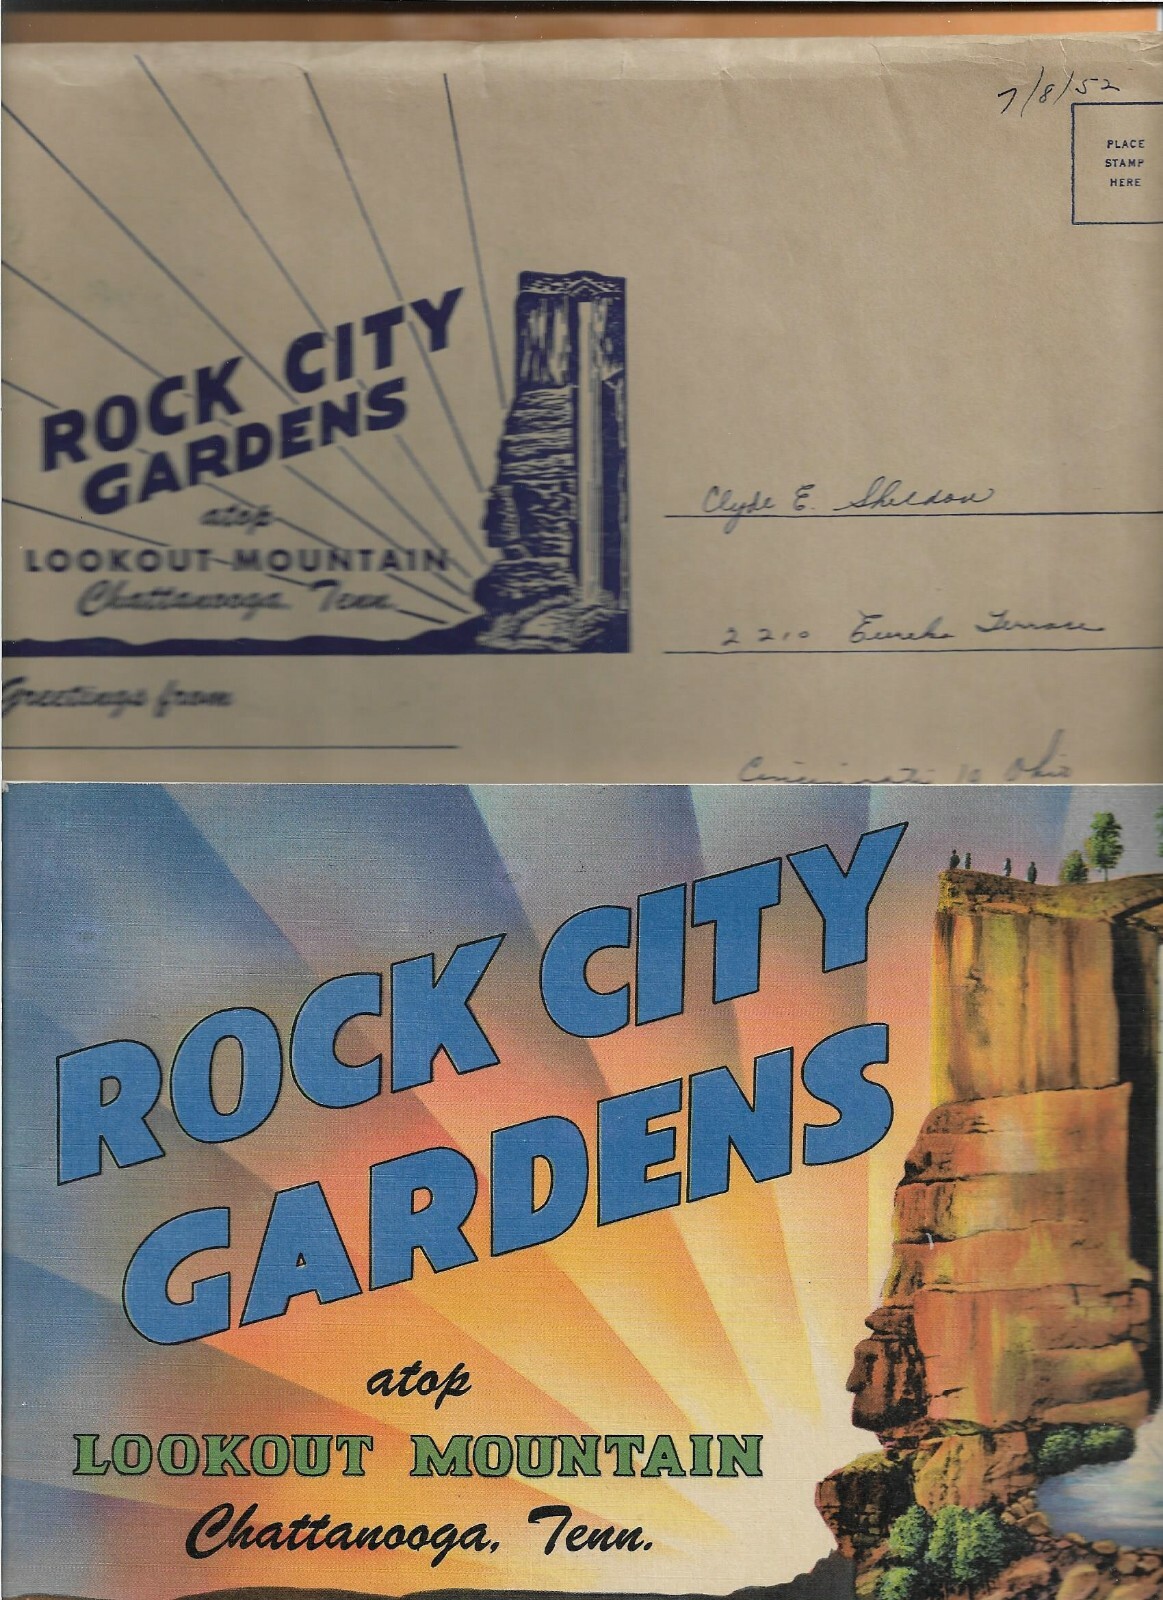 7/8/52
PLACE
STAMP
HERE
ROCK CITY
GARDENS
atop
LOOKOUT MOUNTAIN
Chattanooga, Tenn.
Clyde E. Sheldon
2210 Eureka Terrace
Greetings from
Cincinnati 10 Ohio
ROCK CITY
GARDENS
atop
LOOKOUT MOUNTAIN
Chattanooga, Tenn.